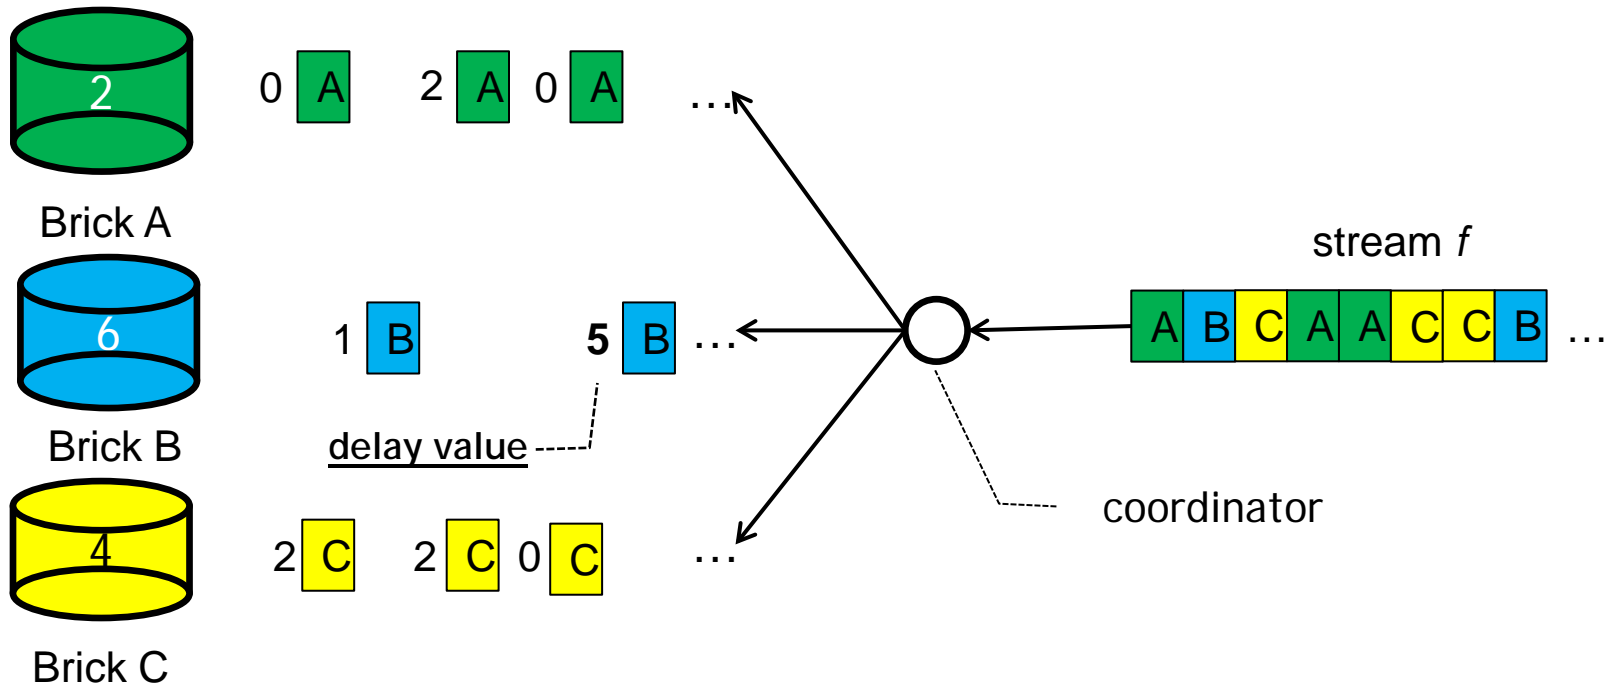 2
0 A 2 A 0 A ...
Brick A
stream f
6
1 B 5 B ...
A B C A A C C B ...
Brick B
delay value
coordinator
4
2 C 2 C 0 C ...
Brick C